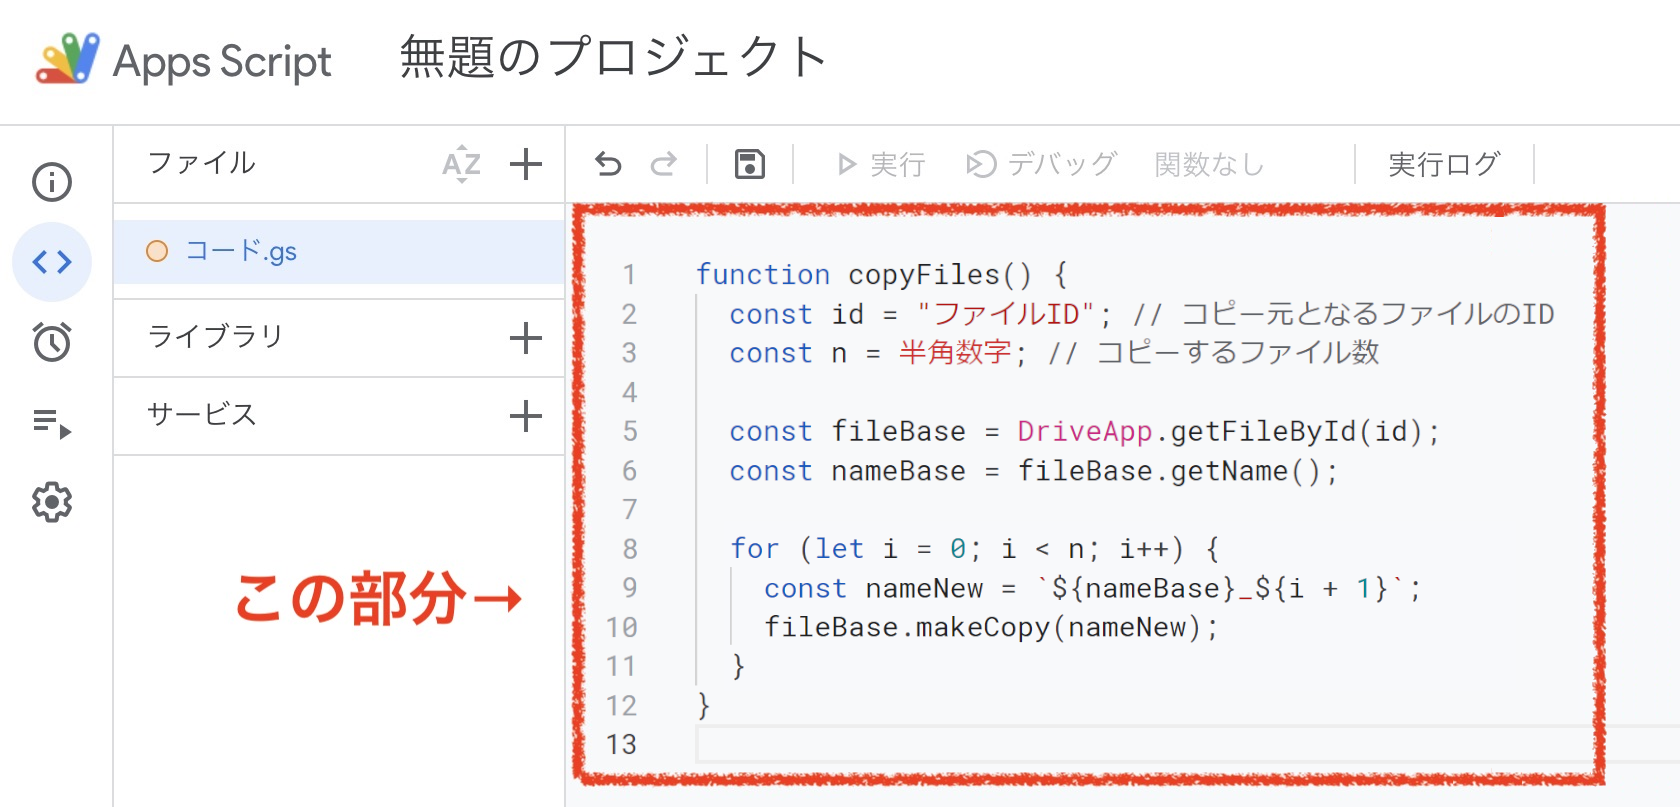 Apps Script 無題のプロジェクト
ファイル AZ
実行 デバッグ 関数なし 実行ログ
コード.gs
ライブラリ
サービス
この部分→
1 function copyFiles() {
2 const id = "ファイルID"; // コピー元となるファイルのID
3 const n = 半角数字; // コピーするファイル数
4
5 const fileBase = DriveApp.getFileById(id);
6 const nameBase = fileBase.getName();
7
8 for (let i = 0; i < n; i++) {
9 const nameNew = `${nameBase}_${i + 1}`;
10 fileBase.makeCopy(nameNew);
11 }
12 }
13